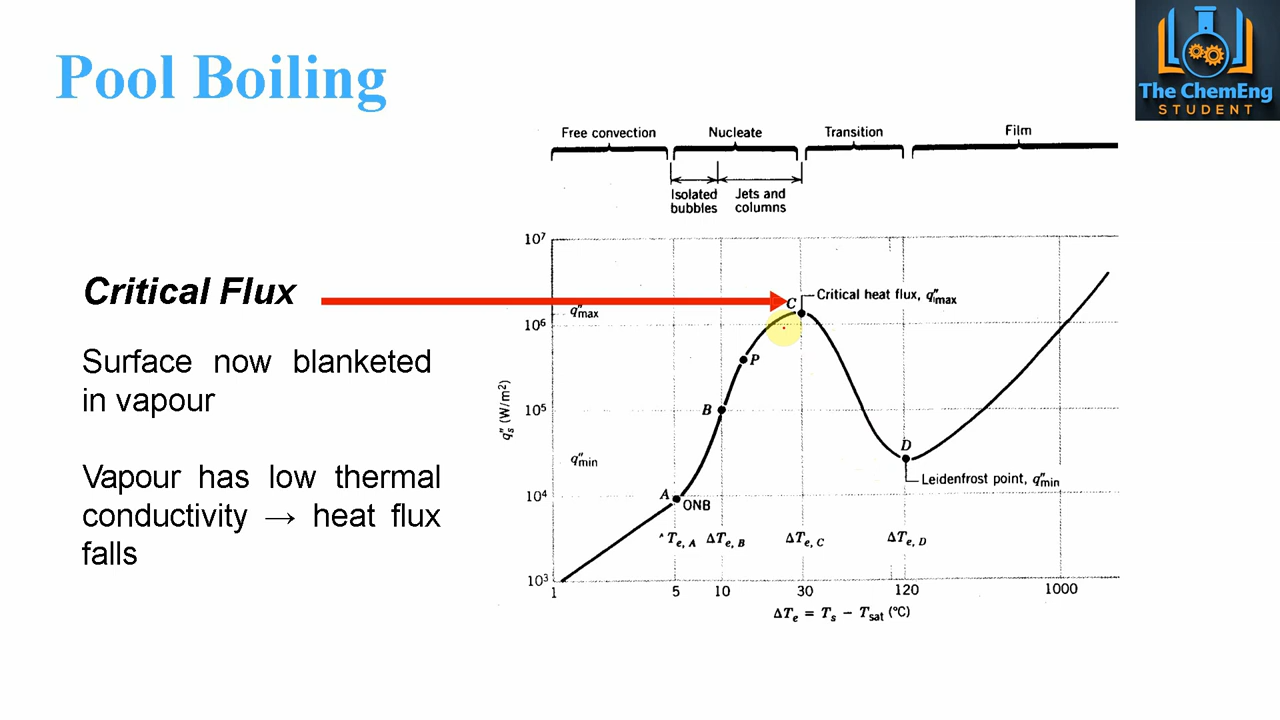 Pool Boiling
The ChemEng
STUDENT
Critical Flux
Surface now blanketed
in vapour
Vapour has low thermal
conductivity → heat flux
falls
Free convection
Nucleate
Transition
Film
Isolated
bubbles
Jets and
columns
10⁷
q″max
10⁶
10⁵
q″min
10⁴
10³
q″s (W/m²)
C
Critical heat flux, q″max
P
B
A
ONB
D
Leidenfrost point, q″min
Te, A
ΔTe, B
ΔTe, C
ΔTe, D
1
5
10
30
120
1000
ΔTe = Ts − Tsat (°C)